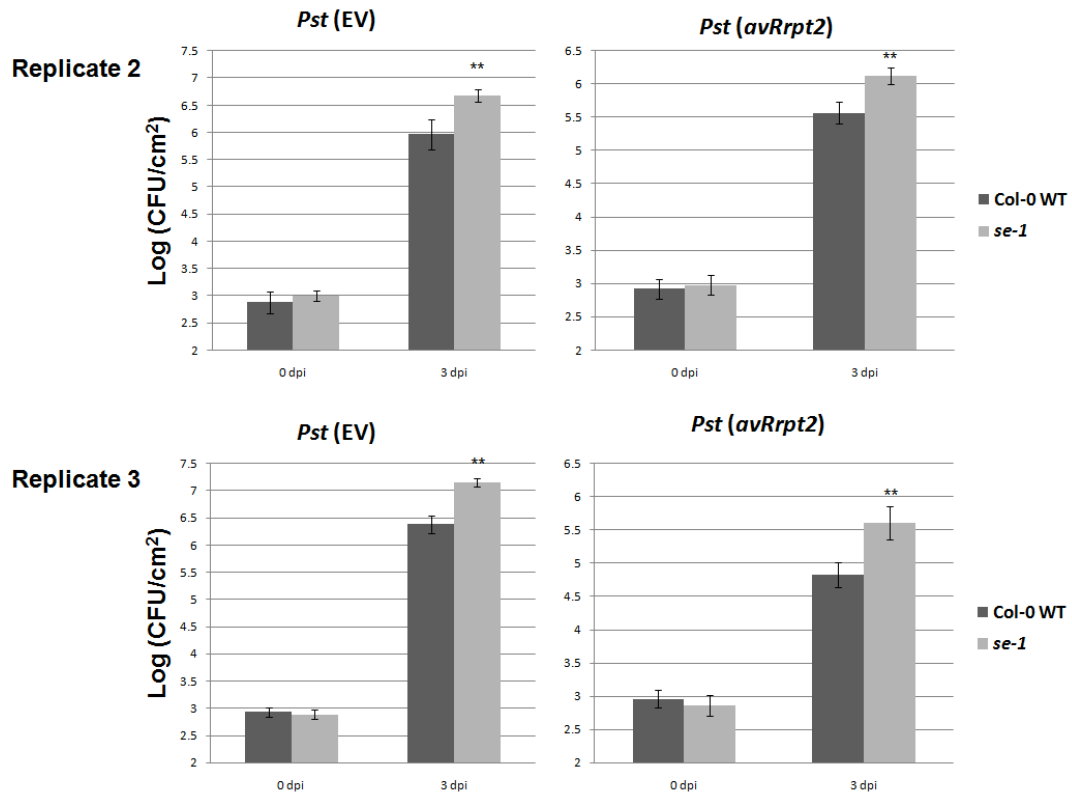 Pst (EV)
Pst (avRrpt2)
Replicate 2
Log (CFU/cm²)
7.5
7
6.5
6
5.5
5
4.5
4
3.5
3
2.5
2
**
0 dpi
3 dpi
6.5
6
5.5
5
4.5
4
3.5
3
2.5
2
**
0 dpi
3 dpi
Col-0 WT
se-1
Pst (EV)
Pst (avRrpt2)
Replicate 3
Log (CFU/cm²)
7.5
7
6.5
6
5.5
5
4.5
4
3.5
3
2.5
2
**
0 dpi
3 dpi
6.5
6
5.5
5
4.5
4
3.5
3
2.5
2
**
0 dpi
3 dpi
Col-0 WT
se-1